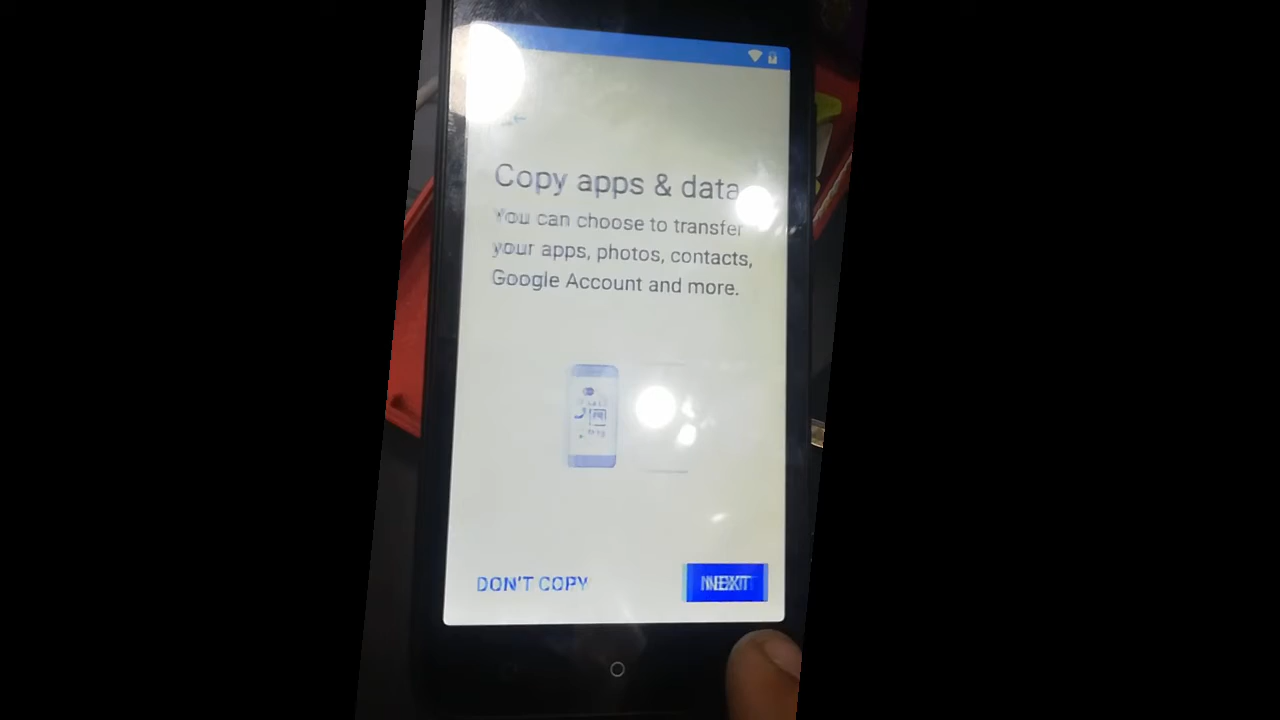 Copy apps & data
You can choose to transfer
your apps, photos, contacts,
Google Account and more.
DON'T COPY
NEXT